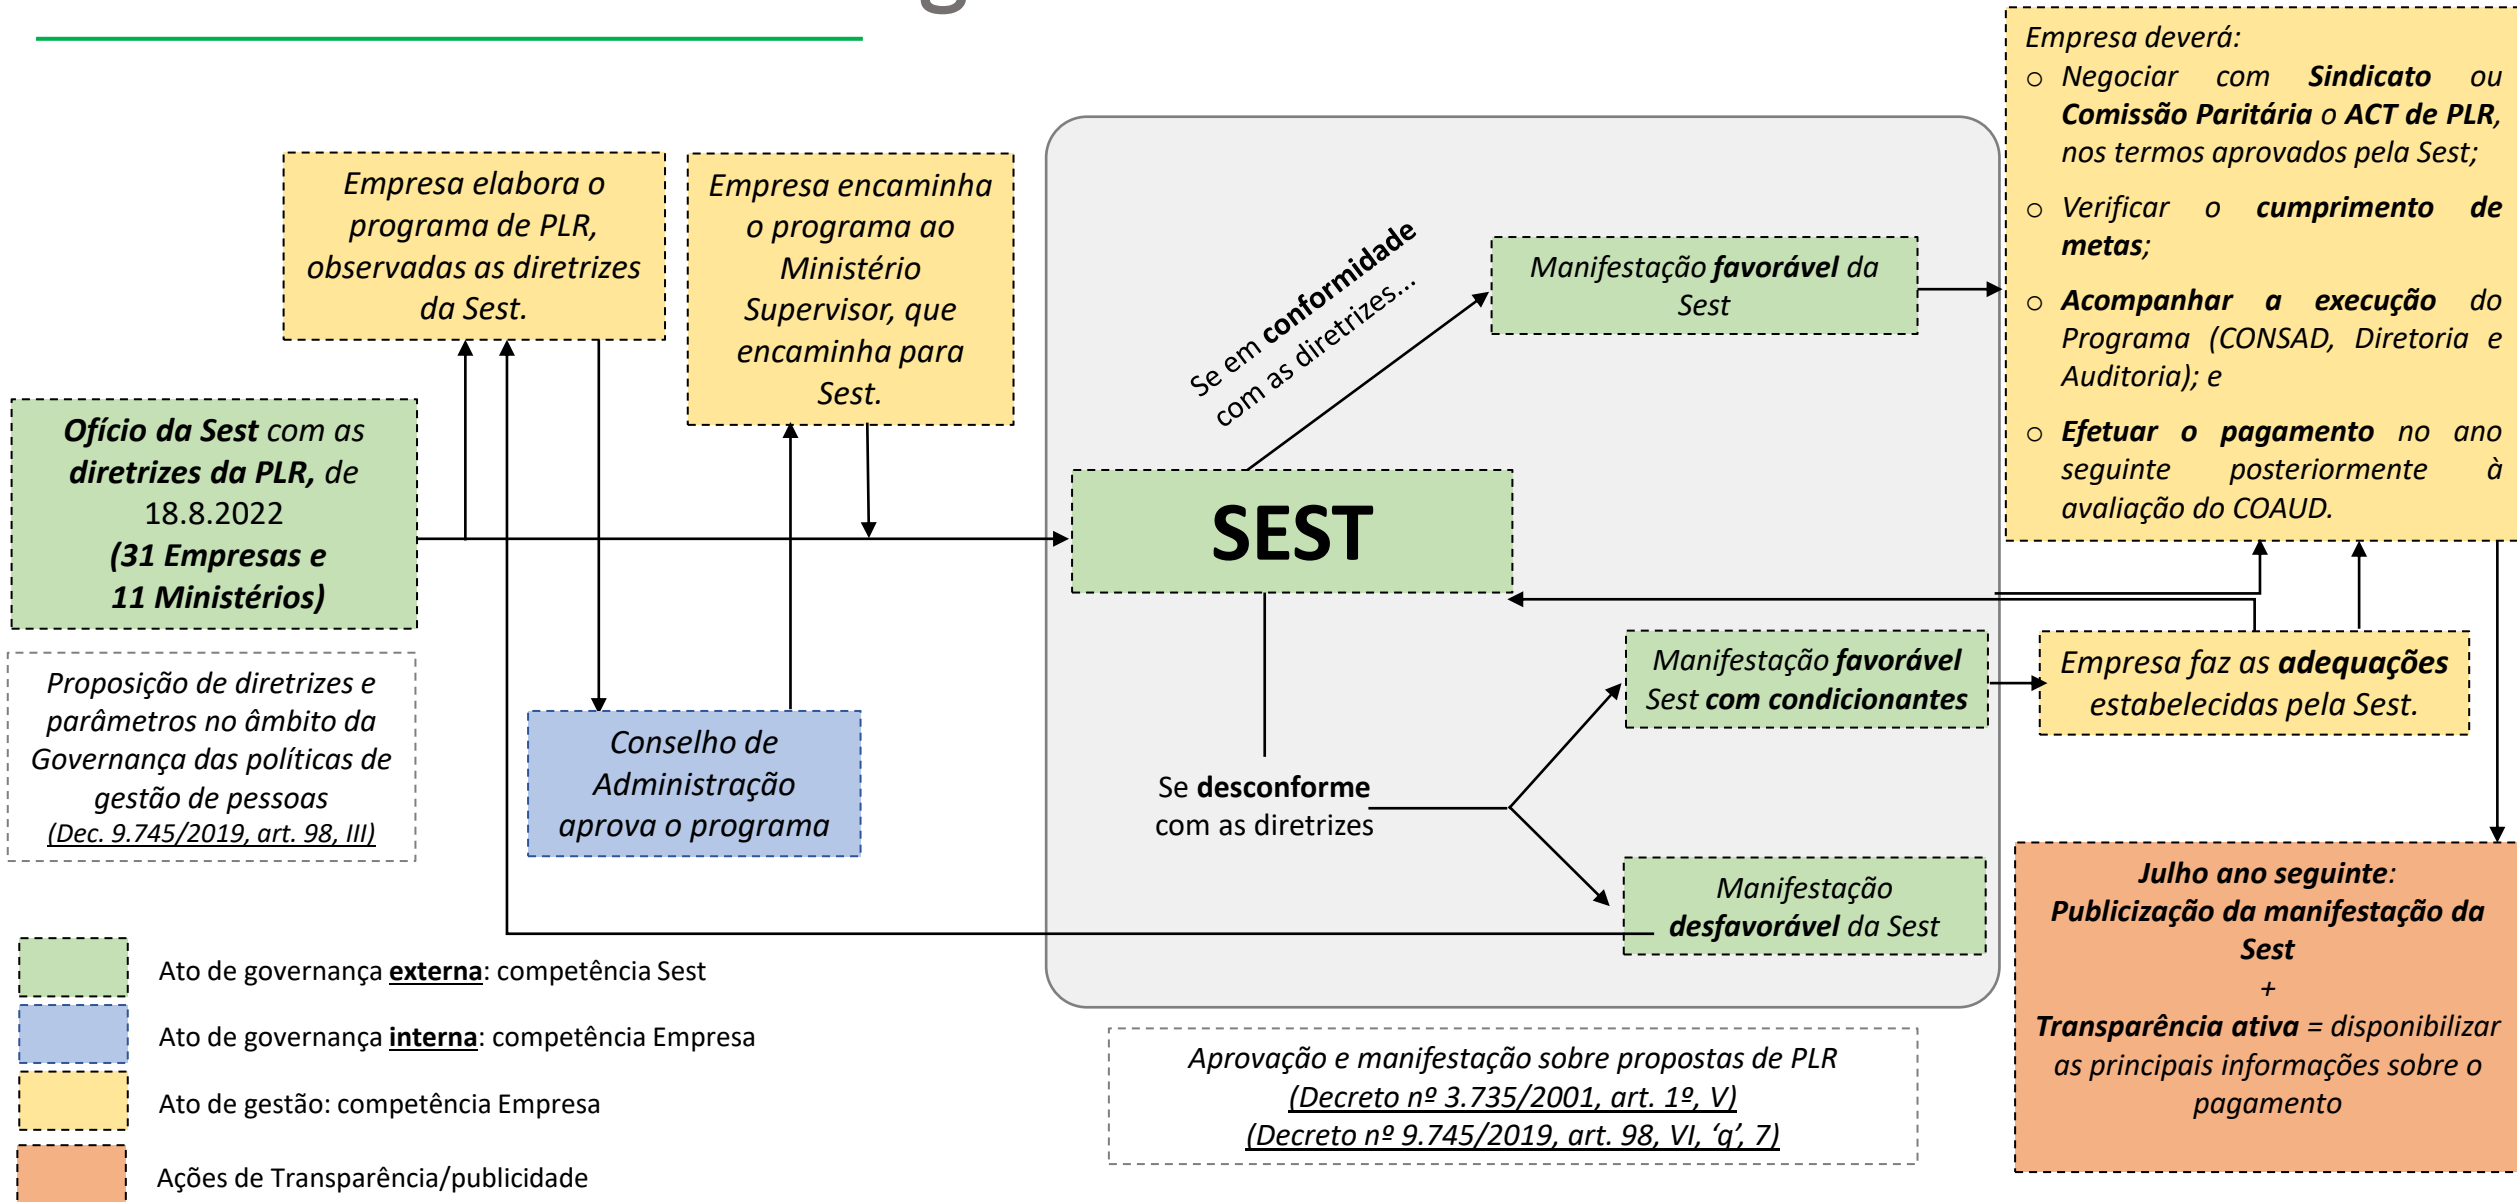 Empresa deverá:
o Negociar com Sindicato ou
Comissão Paritária o ACT de PLR,
nos termos aprovados pela Sest;
o Verificar o cumprimento de
metas;
o Acompanhar a execução do
Programa (CONSAD, Diretoria e
Auditoria); e
o Efetuar o pagamento no ano
seguinte posteriormente à
avaliação do COAUD.
Empresa elabora o
programa de PLR,
observadas as diretrizes
da Sest.
Empresa encaminha
o programa ao
Ministério
Supervisor, que
encaminha para
Sest.
Se em conformidade
com as diretrizes...
Manifestação favorável da
Sest
Ofício da Sest com as
diretrizes da PLR, de
18.8.2022
(31 Empresas e
11 Ministérios)
SEST
Proposição de diretrizes e
parâmetros no âmbito da
Governança das políticas de
gestão de pessoas
(Dec. 9.745/2019, art. 98, III)
Conselho de
Administração
aprova o programa
Se desconforme
com as diretrizes
Manifestação favorável
Sest com condicionantes
Empresa faz as adequações
estabelecidas pela Sest.
Manifestação
desfavorável da Sest
Julho ano seguinte:
Publicização da manifestação da
Sest
+
Transparência ativa = disponibilizar
as principais informações sobre o
pagamento
Ato de governança externa: competência Sest
Ato de governança interna: competência Empresa
Ato de gestão: competência Empresa
Ações de Transparência/publicidade
Aprovação e manifestação sobre propostas de PLR
(Decreto nº 3.735/2001, art. 1º, V)
(Decreto nº 9.745/2019, art. 98, VI, ‘g’, 7)